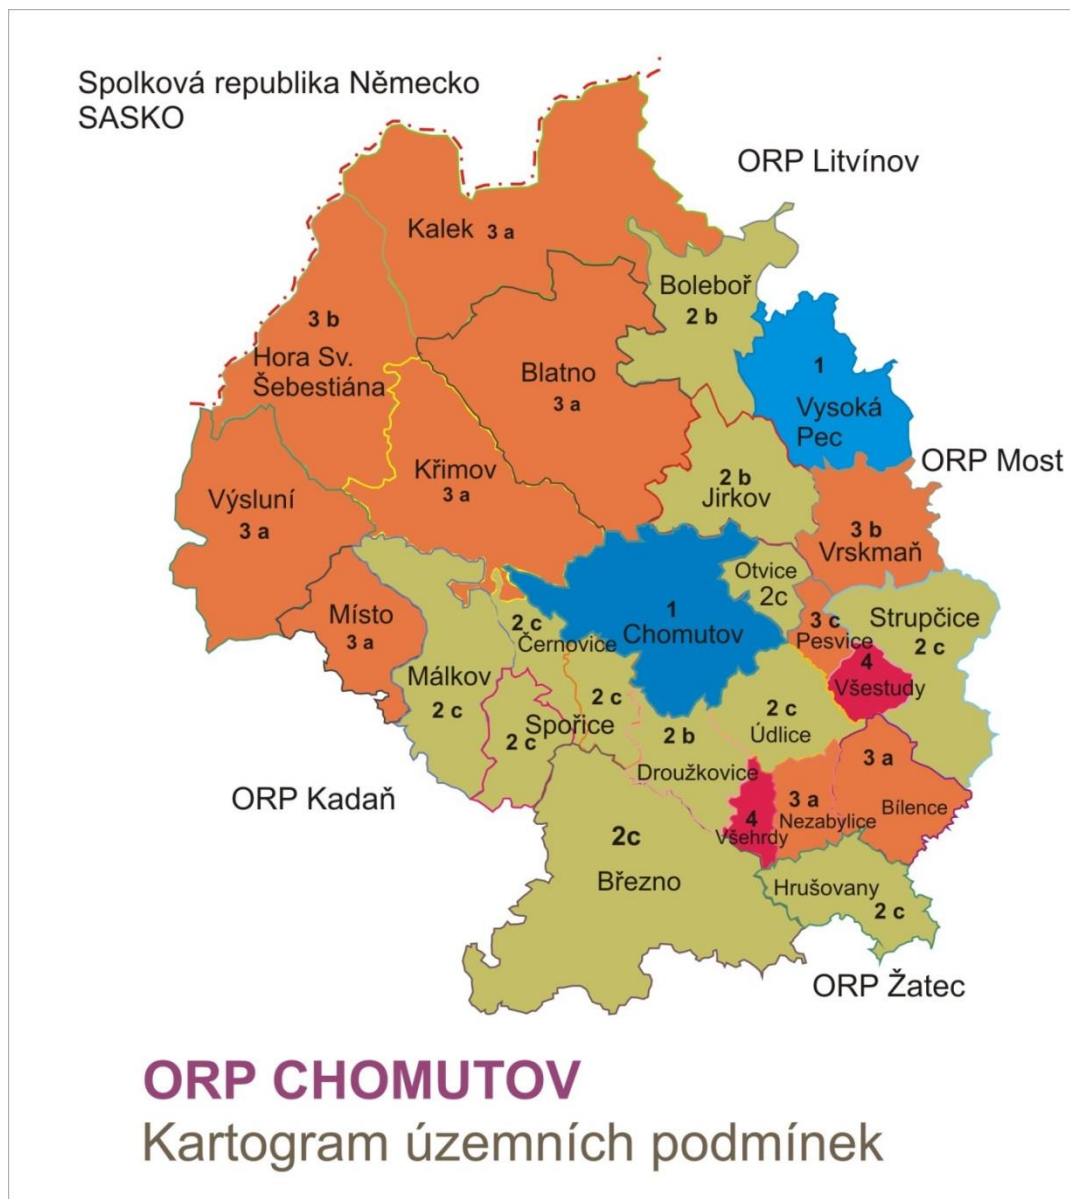 Spolková republika Německo
SASKO
ORP Litvínov
Kalek 3 a
Boleboř
2 b
3 b
Hora Sv.
Šebestiána
Blatno
3 a
1
Vysoká
Pec
ORP Most
Křimov
3 a
2 b
Jirkov
Výsluní
3 a
3 b
Vrskmaň
Otvice
2c
Místo
3 a
1
Chomutov
2 c
Černovice
3 c
Pesvice
Strupčice
2 c
4
Všestudy
Málkov
2 c
2 c
Spořice
2 c
2 b
Droužkovice
2 c
Údlice
3 a
Bílence
ORP Kadaň
4
Všehrdy
3 a
Nezabylice
2c
Březno
Hrušovany
2 c
ORP Žatec
ORP CHOMUTOV
Kartogram územních podmínek